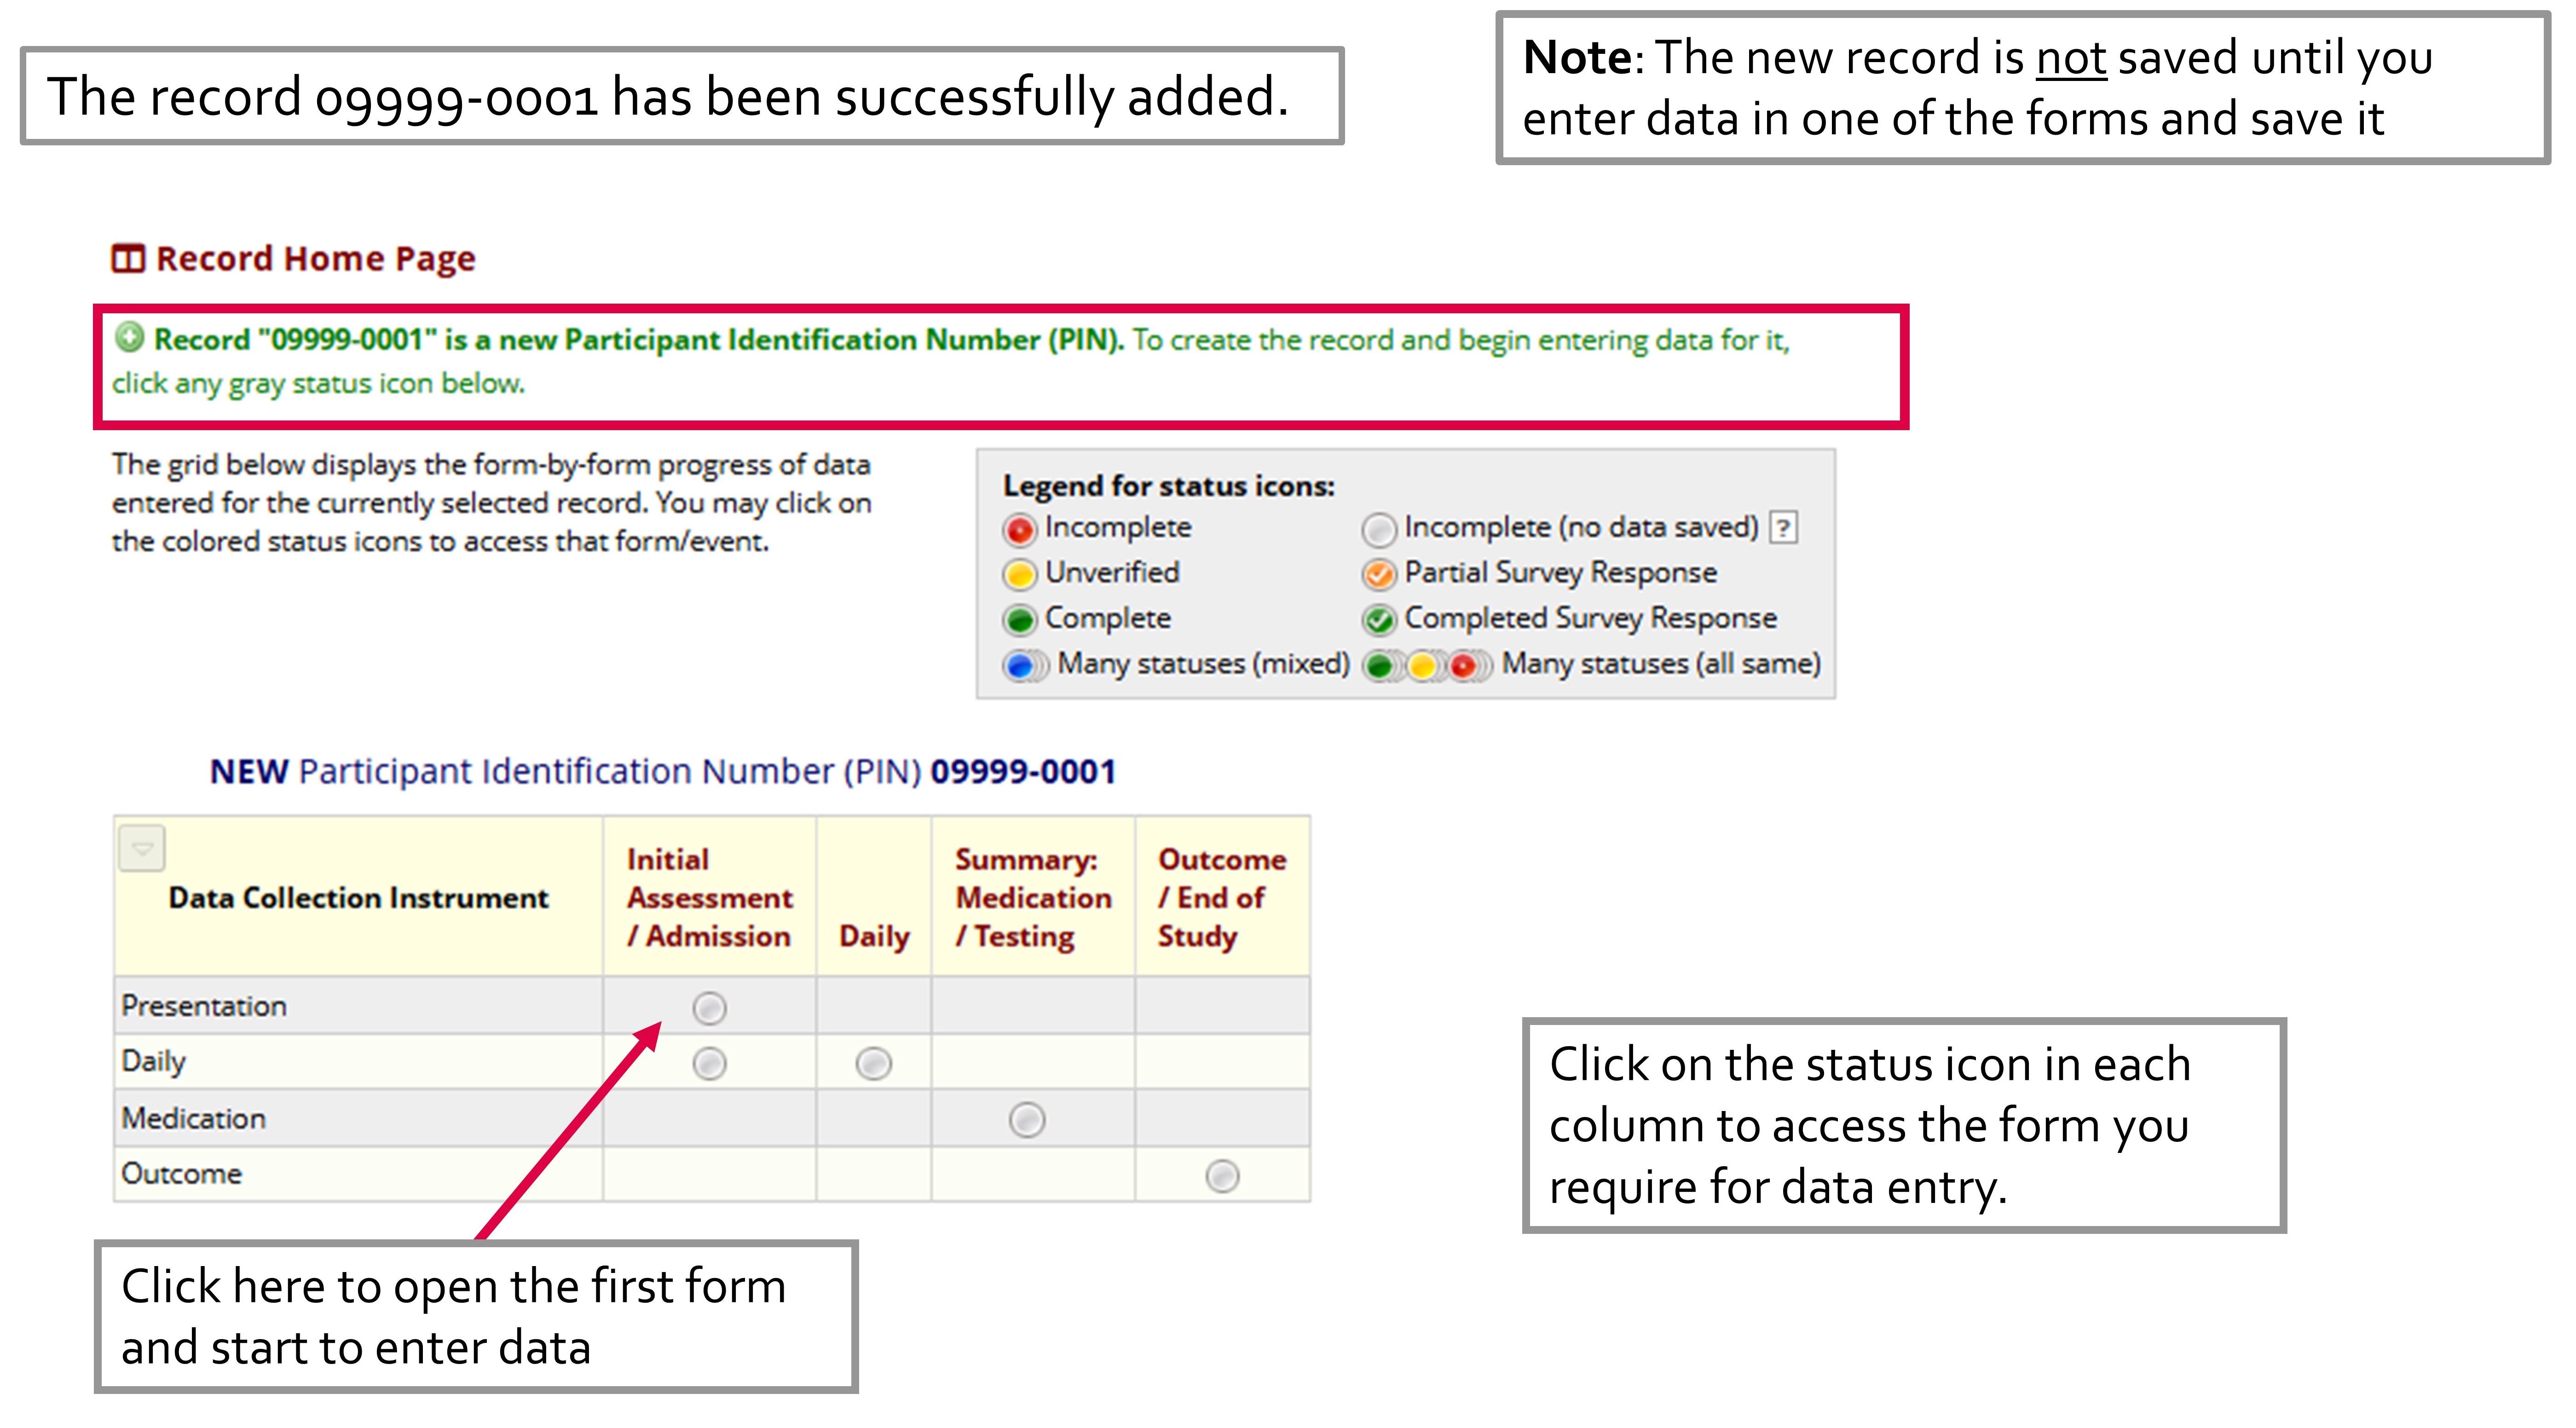 The record 09999-0001 has been successfully added.
Note: The new record is not saved until you
enter data in one of the forms and save it
Record Home Page
Record "09999-0001" is a new Participant Identification Number (PIN). To create the record and begin entering data for it,
click any gray status icon below.
The grid below displays the form-by-form progress of data
entered for the currently selected record. You may click on
the colored status icons to access that form/event.
Legend for status icons:
Incomplete
Incomplete (no data saved) ?
Unverified
Partial Survey Response
Complete
Completed Survey Response
Many statuses (mixed)
Many statuses (all same)
NEW Participant Identification Number (PIN) 09999-0001
Data Collection Instrument
Initial
Assessment
/ Admission
Daily
Summary:
Medication
/ Testing
Outcome
/ End of
Study
Presentation
Daily
Medication
Outcome
Click on the status icon in each
column to access the form you
require for data entry.
Click here to open the first form
and start to enter data